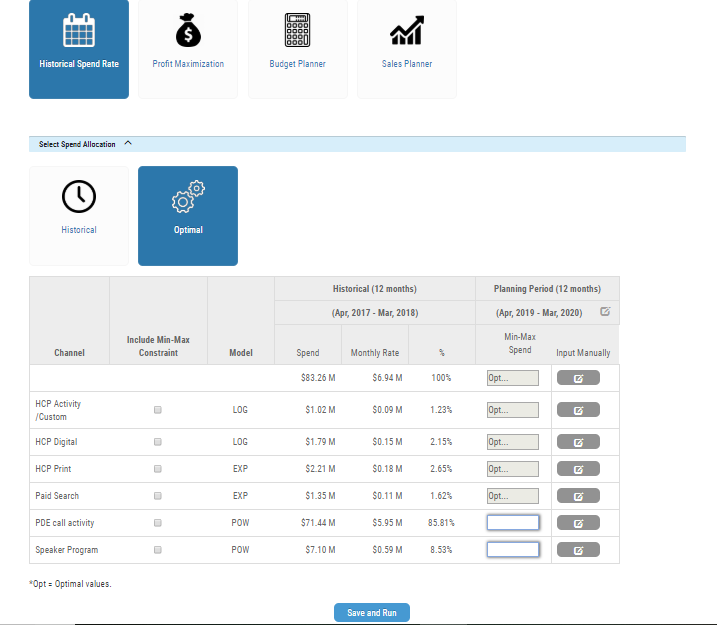 Historical Spend Rate
Profit Maximization
Budget Planner
Sales Planner
Select Spend Allocation
Historical
Optimal
Historical (12 months) Planning Period (12 months)
(Apr, 2017 - Mar, 2018) (Apr, 2019 - Mar, 2020)
Channel Include Min-Max Constraint Model Spend Monthly Rate % Min-Max Spend Input Manually
$83.26 M $6.94 M 100% Opt...
HCP Activity /Custom LOG $1.02 M $0.09 M 1.23% Opt...
HCP Digital LOG $1.79 M $0.15 M 2.15% Opt...
HCP Print EXP $2.21 M $0.18 M 2.65% Opt...
Paid Search EXP $1.35 M $0.11 M 1.62% Opt...
PDE call activity POW $71.44 M $5.95 M 85.81%
Speaker Program POW $7.10 M $0.59 M 8.53%
*Opt = Optimal values.
Save and Run